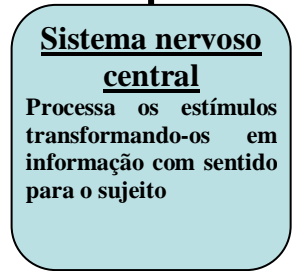 Sistema nervoso
central
Processa os estímulos
transformando-os em
informação com sentido
para o sujeito